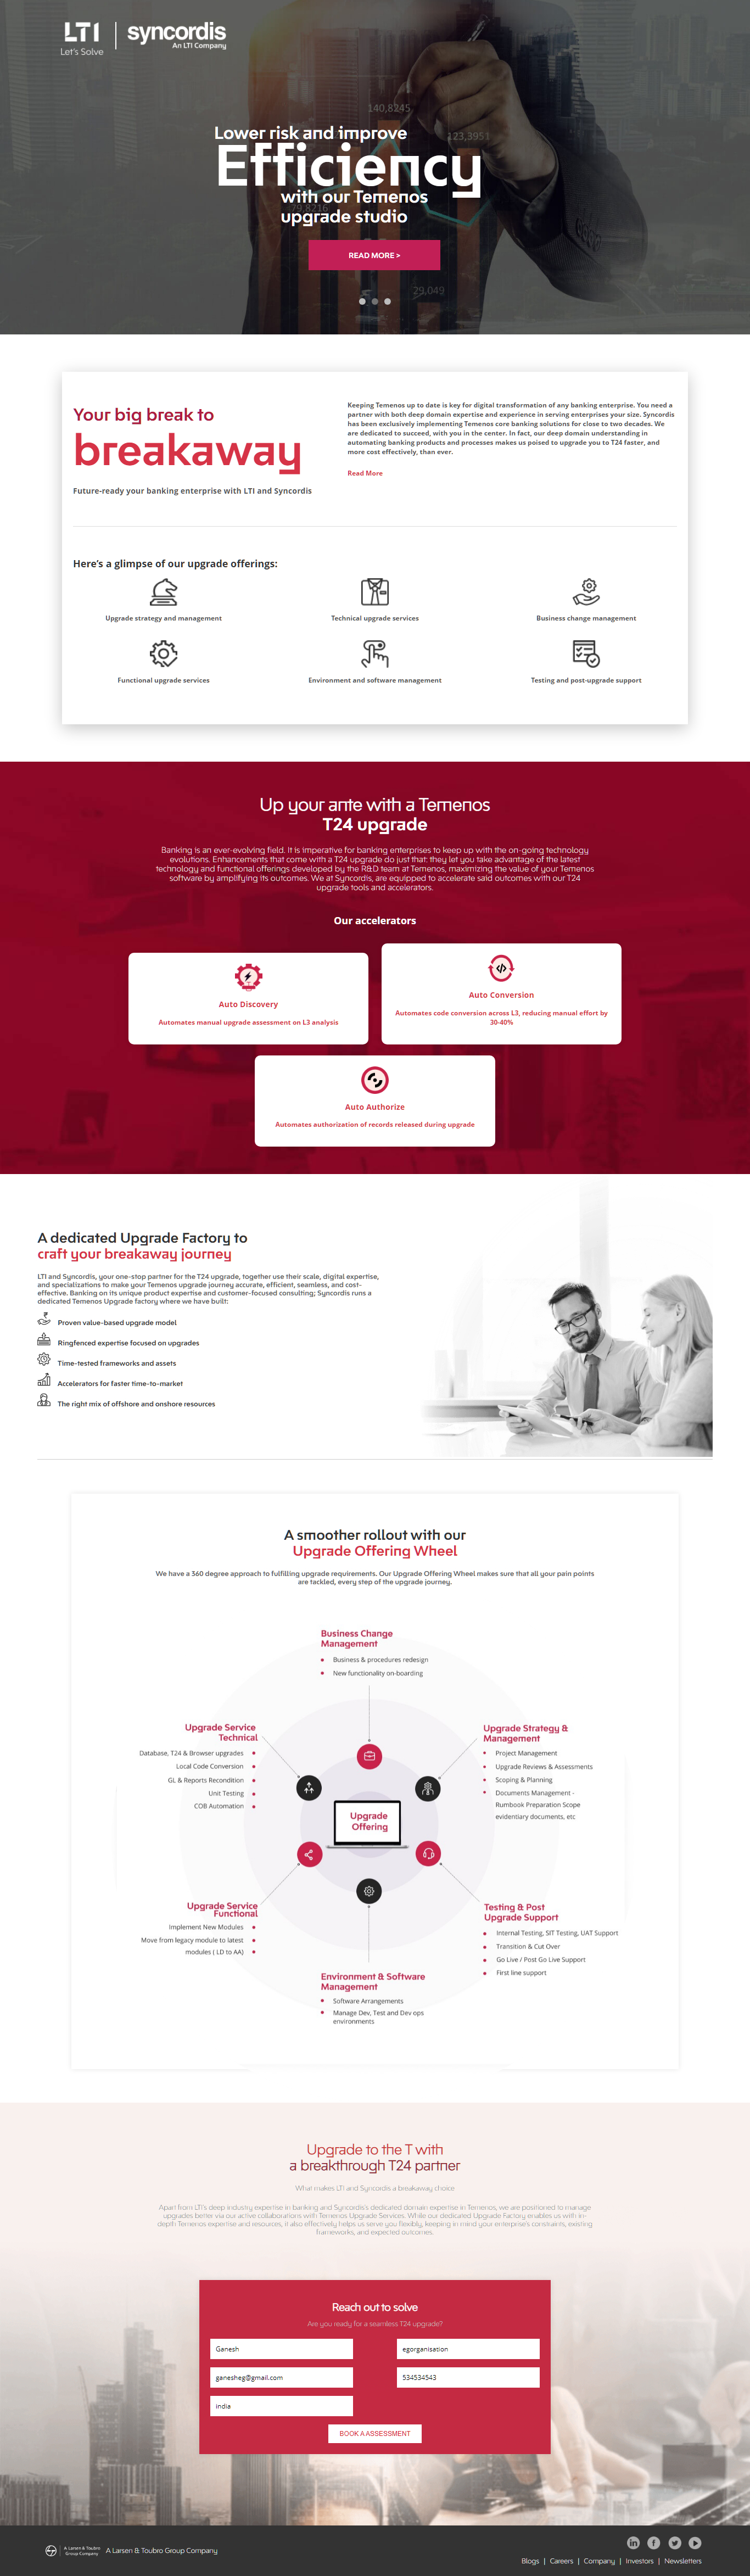 LTI
Let's Solve
syncordis
An LTI Company
140,8245
123,3951
Lower risk and improve
Efficiency
with our Temenos
29,8216
upgrade studio
READ MORE >
29,049
Your big break to
breakaway
Future-ready your banking enterprise with LTI and Syncordis
Keeping Temenos up to date is key for digital transformation of any banking enterprise. You need a
partner with both deep domain expertise and experience in serving enterprises your size. Syncordis
has been exclusively implementing Temenos core banking solutions for close to two decades. We
are dedicated to succeed, with you in the center. In fact, our deep domain understanding in
automating banking products and processes makes us poised to upgrade you to T24 faster, and
more cost effectively, than ever.
Read More
Here's a glimpse of our upgrade offerings:
Upgrade strategy and management
Technical upgrade services
Business change management
Functional upgrade services
Environment and software management
Testing and post-upgrade support
Up your ante with a Temenos
T24 upgrade
Banking is an ever-evolving field. It is imperative for banking enterprises to keep up with the on-going technology
evolutions. Enhancements that come with a T24 upgrade do just that: they let you take advantage of the latest
technology and functional offerings developed by the R&D team at Temenos, maximizing the value of your Temenos
software by amplifying its outcomes. We at Syncordis, are equipped to accelerate said outcomes with our T24
upgrade tools and accelerators.
Our accelerators
Auto Discovery
Automates manual upgrade assessment on L3 analysis
Auto Conversion
Automates code conversion across L3, reducing manual effort by
30-40%
Auto Authorize
Automates authorization of records released during upgrade
A dedicated Upgrade Factory to
craft your breakaway journey
LTI and Syncordis, your one-stop partner for the T24 upgrade, together use their scale, digital expertise,
and specializations to make your Temenos upgrade journey accurate, efficient, seamless, and cost-
effective. Banking on its unique product expertise and customer-focused consulting; Syncordis runs a
dedicated Temenos Upgrade factory where we have built:
Proven value-based upgrade model
Ringfenced expertise focused on upgrades
Time-tested frameworks and assets
Accelerators for faster time-to-market
The right mix of offshore and onshore resources
A smoother rollout with our
Upgrade Offering Wheel
We have a 360 degree approach to fulfilling upgrade requirements. Our Upgrade Offering Wheel makes sure that all your pain points
are tackled, every step of the upgrade journey.
Business Change
Management
Business & procedures redesign
New functionality on-boarding
Upgrade Service
Technical
Database, T24 & Browser upgrades
Local Code Conversion
GL & Reports Recondition
Unit Testing
COB Automation
Upgrade Strategy &
Management
Project Management
Upgrade Reviews & Assessments
Scoping & Planning
Documents Management -
Rumbook Preparation Scope
evidentiary documents, etc
Upgrade
Offering
Upgrade Service
Functional
Implement New Modules
Move from legacy module to latest
modules ( LD to AA)
Testing & Post
Upgrade Support
Internal Testing, SIT Testing, UAT Support
Transition & Cut Over
Go Live / Post Go Live Support
First line support
Environment & Software
Management
Software Arrangements
Manage Dev, Test and Dev ops
environments
Upgrade to the T with
a breakthrough T24 partner
What makes LTI and Syncordis a breakaway choice
Apart from LTI's deep industry expertise in banking and Syncordis's dedicated domain expertise in Temenos, we are positioned to manage
upgrades better via our active collaborations with Temenos Upgrade Services. While our dedicated Upgrade Factory enables us with in-
depth Temenos expertise and resources, it also effectively helps us serve you flexibly, keeping in mind your enterprise's constraints, existing
frameworks, and expected outcomes.
Reach out to solve
Are you ready for a seamless T24 upgrade?
Ganesh
egorganisation
ganesheg@gmail.com
534534543
india
BOOK A ASSESSMENT
A Larsen & Toubro
Group Company
A Larsen & Toubro Group Company
Blogs | Careers | Company | Investors | Newsletters